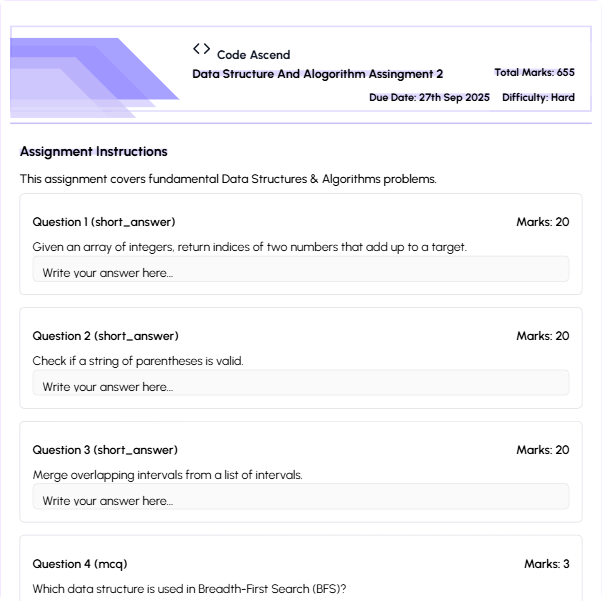 <> Code Ascend
Data Structure And Alogorithm Assingment 2 Total Marks: 655
Due Date: 27th Sep 2025 Difficulty: Hard
Assignment Instructions
This assignment covers fundamental Data Structures & Algorithms problems.
Question 1 (short_answer) Marks: 20
Given an array of integers, return indices of two numbers that add up to a target.
Write your answer here...
Question 2 (short_answer) Marks: 20
Check if a string of parentheses is valid.
Write your answer here...
Question 3 (short_answer) Marks: 20
Merge overlapping intervals from a list of intervals.
Write your answer here...
Question 4 (mcq) Marks: 3
Which data structure is used in Breadth-First Search (BFS)?